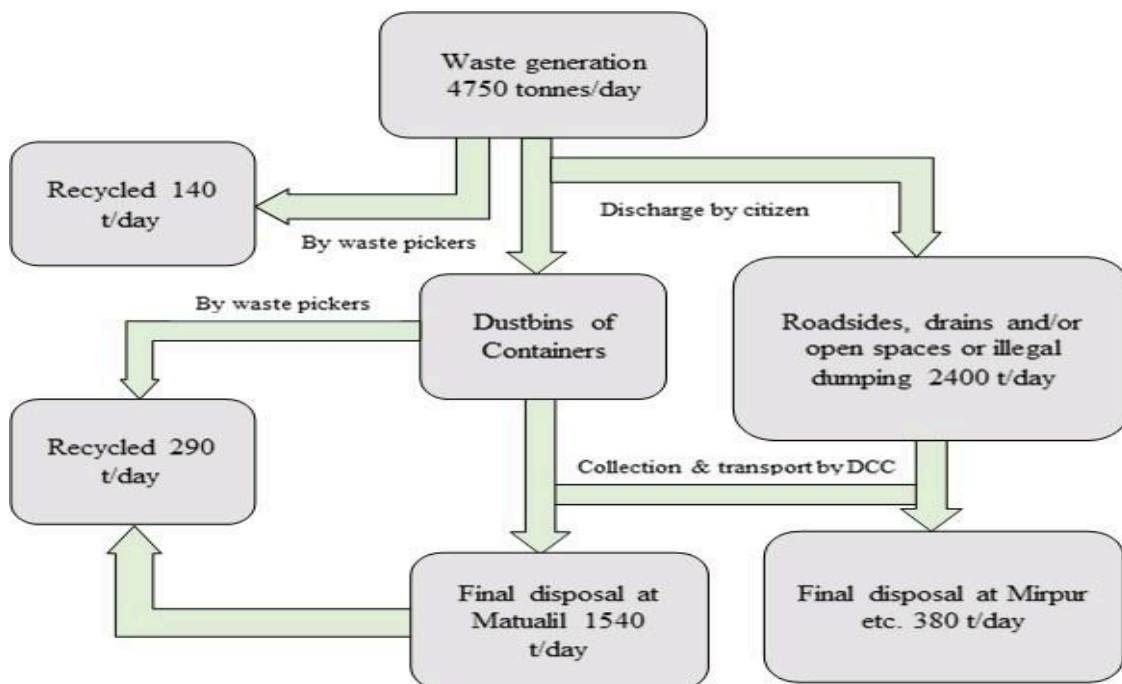 Waste generation
4750 tonnes/day
Recycled 140
t/day
By waste pickers
Discharge by citizen
By waste pickers
Dustbins of
Containers
Roadsides, drains and/or
open spaces or illegal
dumping 2400 t/day
Recycled 290
t/day
Collection & transport by DCC
Final disposal at
Matualil 1540
t/day
Final disposal at Mirpur
etc. 380 t/day